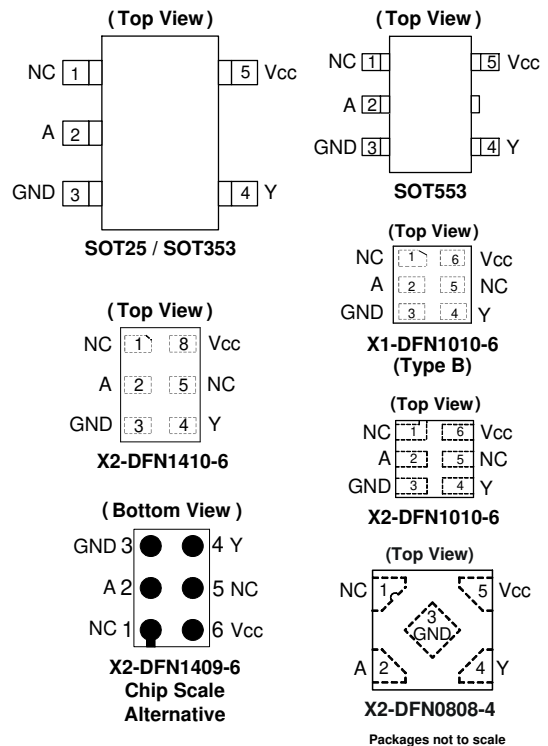 (Top View)
NC 1 5 Vcc
A 2
GND 3 4 Y
SOT25 / SOT353
(Top View)
NC 1 5 Vcc
A 2
GND 3 4 Y
SOT553
(Top View)
NC 1 6 Vcc
A 2 5 NC
GND 3 4 Y
X1-DFN1010-6
(Type B)
(Top View)
NC 1 8 Vcc
A 2 5 NC
GND 3 4 Y
X2-DFN1410-6
(Top View)
NC 1 6 Vcc
A 2 5 NC
GND 3 4 Y
X2-DFN1010-6
(Bottom View)
GND 3 4 Y
A 2 5 NC
NC 1 6 Vcc
X2-DFN1409-6
Chip Scale
Alternative
(Top View)
NC 1 5 Vcc
3
GND
A 2 4 Y
X2-DFN0808-4
Packages not to scale